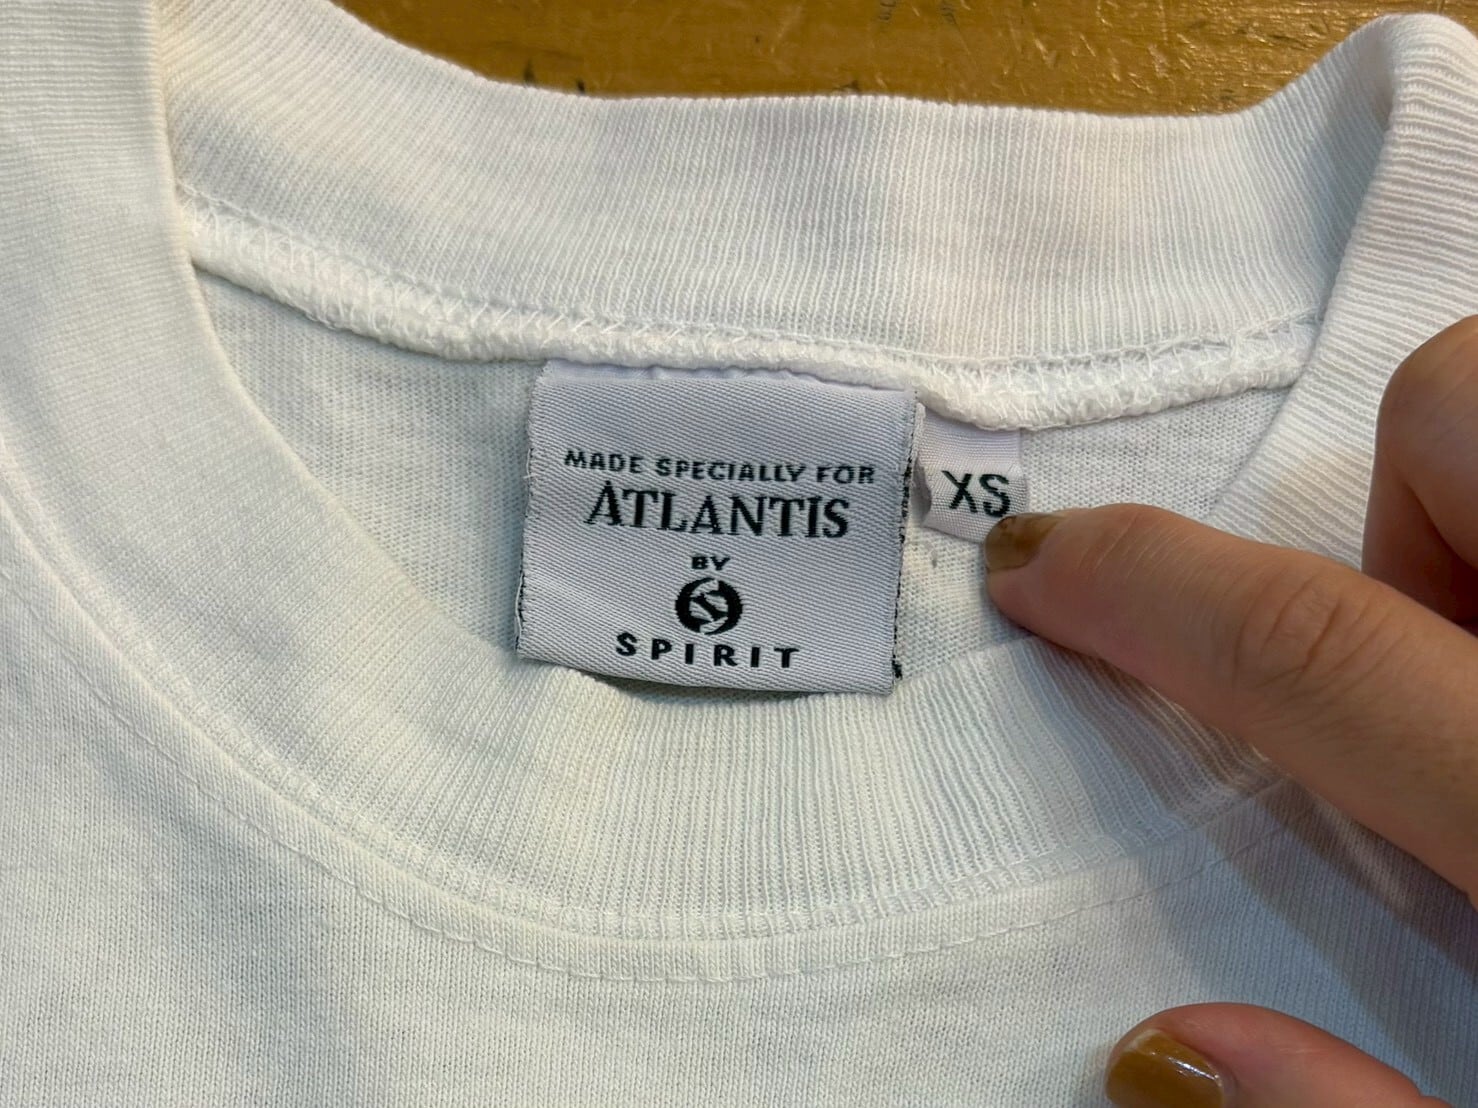 MADE SPECIALLY FOR
ATLANTIS
BY
SPIRIT
XS